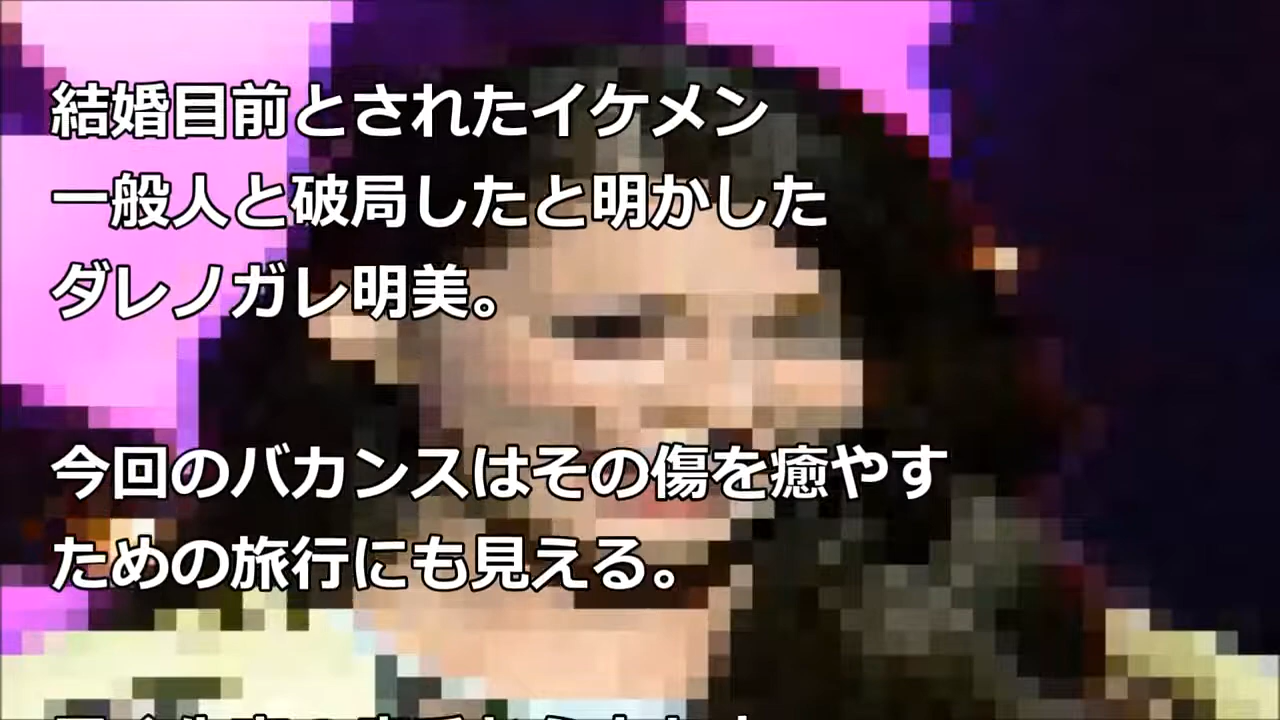 結婚目前とされたイケメン
一般人と破局したと明かした
ダレノガレ明美。
今回のバカンスはその傷を癒やす
ための旅行にも見える。